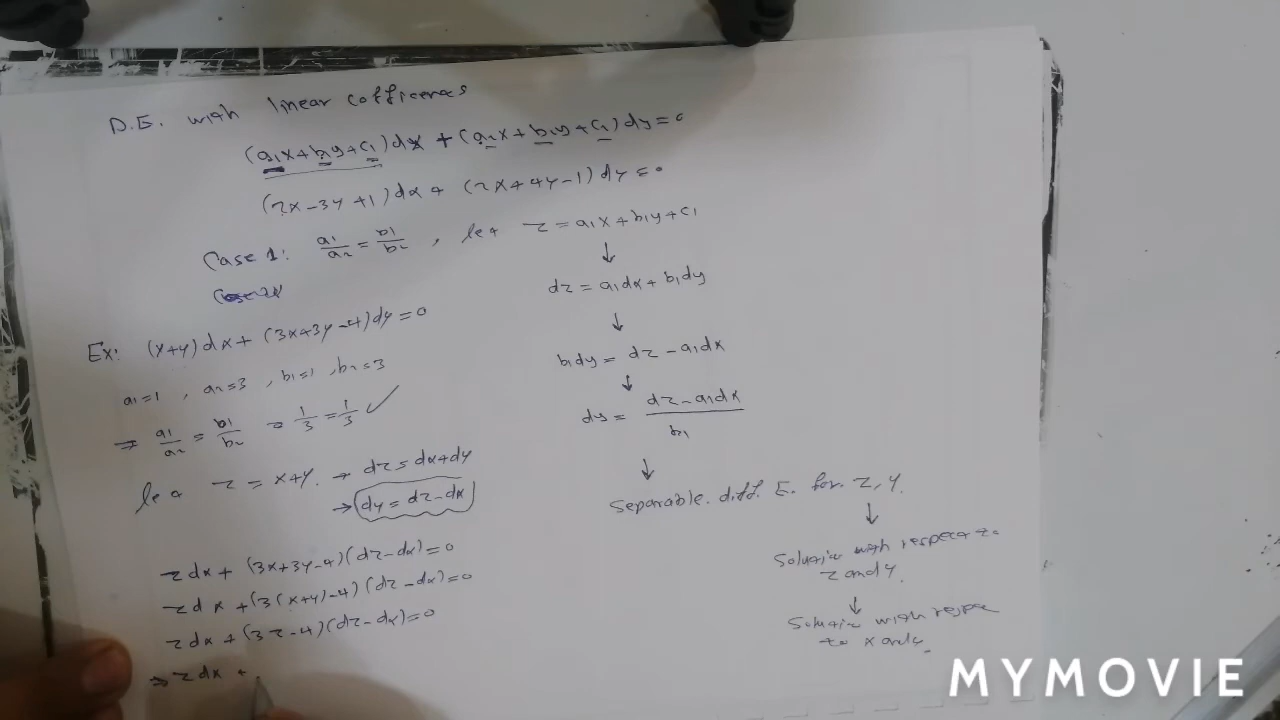 D.E. with linear cofficenes
(a1x+b1y+c1)dx + (a2x+b2y+c2)dy=0
(2x-3y+1)dx + (2x+4y-1)dy=0
Case 1: a1/a2 = b1/b2, let z=a1x+b1y+c1
↓
dz = a1dx + b1dy
↓
b1dy = dz - a1dx
↓
dy = (dz-a1dx)/b1
↓
Separable. diff. E. for z,y.
↓
Solution with respect to
z and y.
↓
Solution with
to x and y.
Ex: (x+y)dx + (3x+3y-4)dy=0
a1=1, a2=3, b1=1, b2=3
⇒ a1/a2 = b1/b2 ⇒ 1/3 = 1/3 ✓
let z = x+y. → dz = dx+dy
→ dy = dz-dx
zdx + (3x+3y-4)(dz-dx)=0
zdx + (3(x+y)-4)(dz-dx)=0
zdx + (3z-4)(dz-dx)=0
⇒ zdx +
MYMOVIE